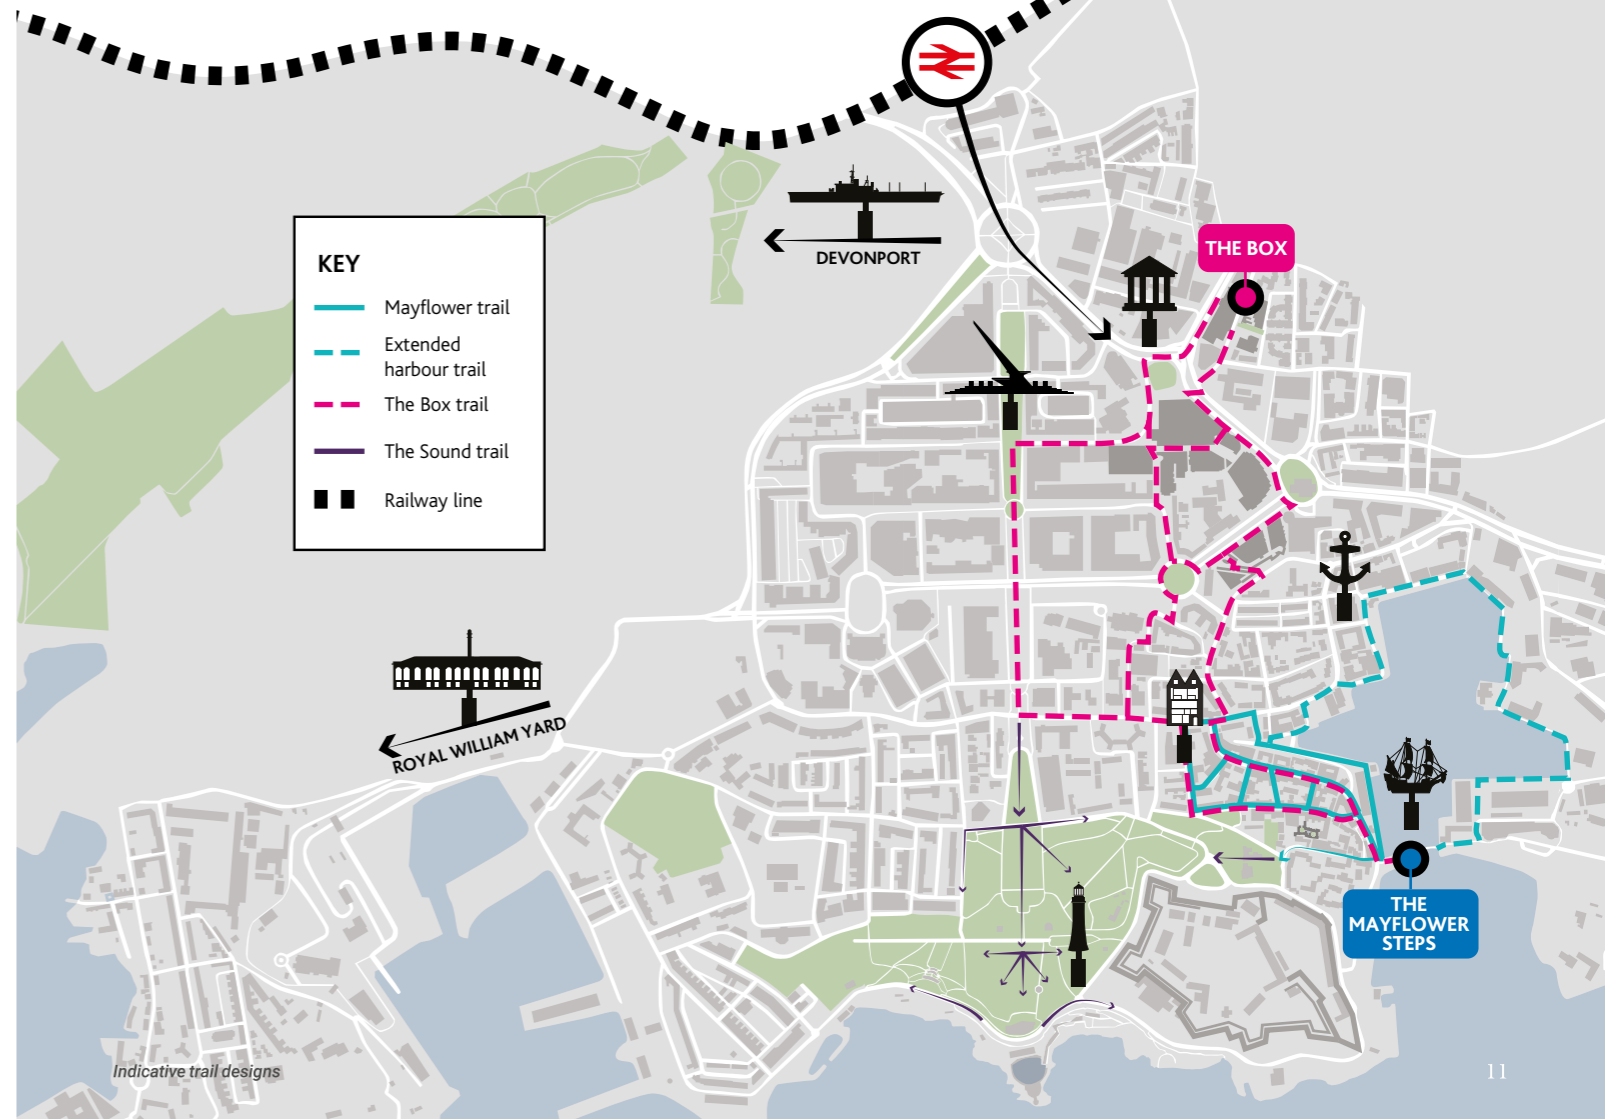 THE BOX
DEVONPORT
KEY
Mayflower trail
Extended
harbour trail
The Box trail
The Sound trail
Railway line
ROYAL WILLIAM YARD
THE
MAYFLOWER
STEPS
Indicative trail designs
11